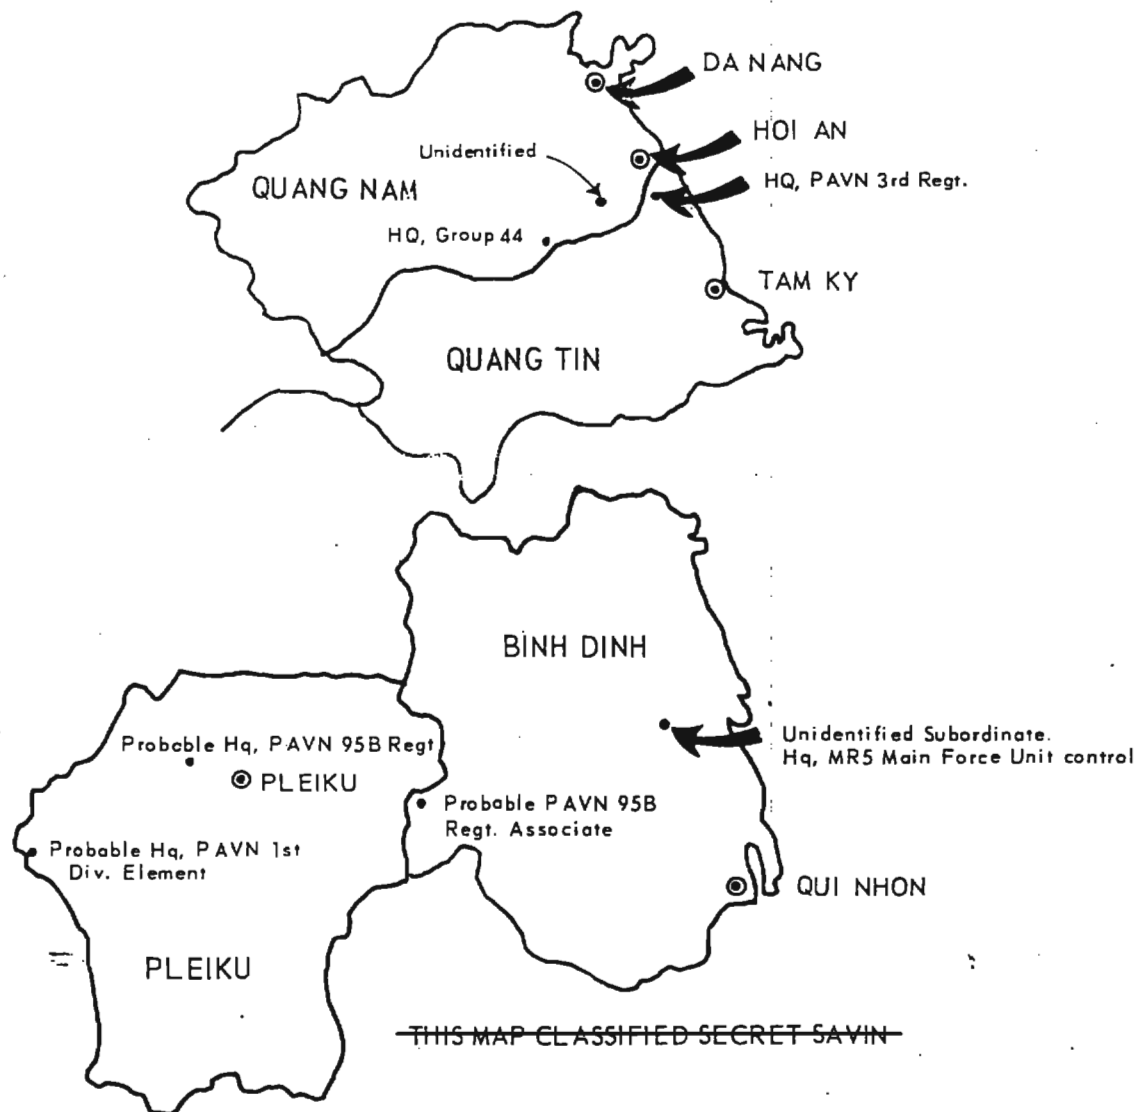 DA NANG
HOI AN
Unidentified
QUANG NAM
HQ, PAVN 3rd Regt.
HQ, Group 44
TAM KY
QUANG TIN
BINH DINH
Unidentified Subordinate.
Hq, MR5 Main Force Unit control
Probable Hq, PAVN 95B Regt
PLEIKU
Probable PAVN 95B
Regt. Associate
Probable Hq, PAVN 1st
Div. Element
QUI NHON
PLEIKU
THIS MAP CLASSIFIED SECRET SAVIN